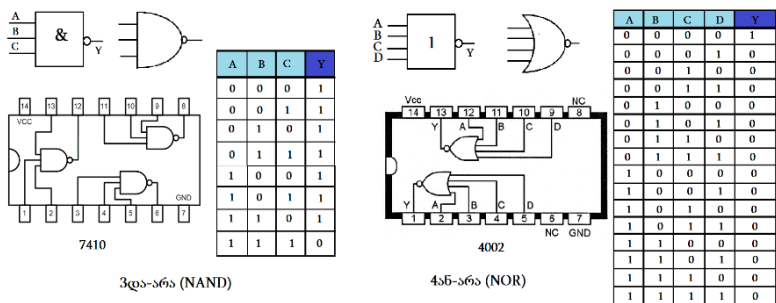 A
B
C
&
Y
A B C Y
0 0 0 1
0 0 1 1
0 1 0 1
0 1 1 1
1 0 0 1
1 0 1 1
1 1 0 1
1 1 1 0
14 13 12 11 10 9 8
VCC
GND
1 2 3 4 5 6 7
7410
3და-არა (NAND)
A
B
C
D
1
Y
Vcc
NC
14 13 12 11 10 9 8
Y A B C D
Y A B C D
1 2 3 4 5 6 7
NC GND
4002
4ან-არა (NOR)
A B C D Y
0 0 0 0 1
0 0 0 1 0
0 0 1 0 0
0 0 1 1 0
0 1 0 0 0
0 1 0 1 0
0 1 1 0 0
0 1 1 1 0
1 0 0 0 0
1 0 0 1 0
1 0 1 0 0
1 0 1 1 0
1 1 0 0 0
1 1 0 1 0
1 1 1 0 0
1 1 1 1 0